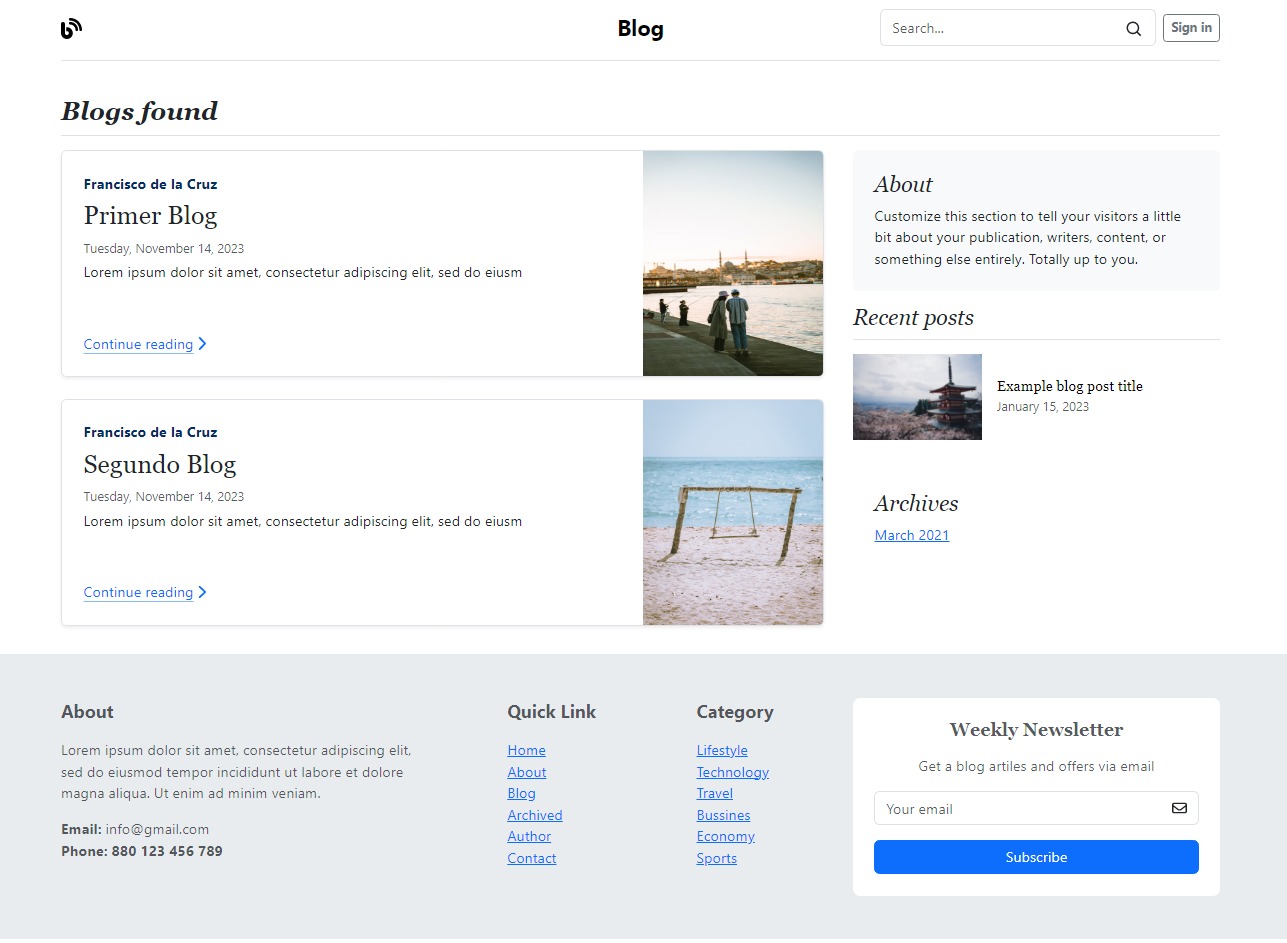 Blog
Search...
Sign in
Blogs found
Francisco de la Cruz
Primer Blog
Tuesday, November 14, 2023
Lorem ipsum dolor sit amet, consectetur adipiscing elit, sed do eiusm
Continue reading
Francisco de la Cruz
Segundo Blog
Tuesday, November 14, 2023
Lorem ipsum dolor sit amet, consectetur adipiscing elit, sed do eiusm
Continue reading
About
Customize this section to tell your visitors a little
bit about your publication, writers, content, or
something else entirely. Totally up to you.
Recent posts
Example blog post title
January 15, 2023
Archives
March 2021
About
Lorem ipsum dolor sit amet, consectetur adipiscing elit,
sed do eiusmod tempor incididunt ut labore et dolore
magna aliqua. Ut enim ad minim veniam.
Email: info@gmail.com
Phone: 880 123 456 789
Quick Link
Home
About
Blog
Archived
Author
Contact
Category
Lifestyle
Technology
Travel
Bussines
Economy
Sports
Weekly Newsletter
Get a blog artiles and offers via email
Your email
Subscribe